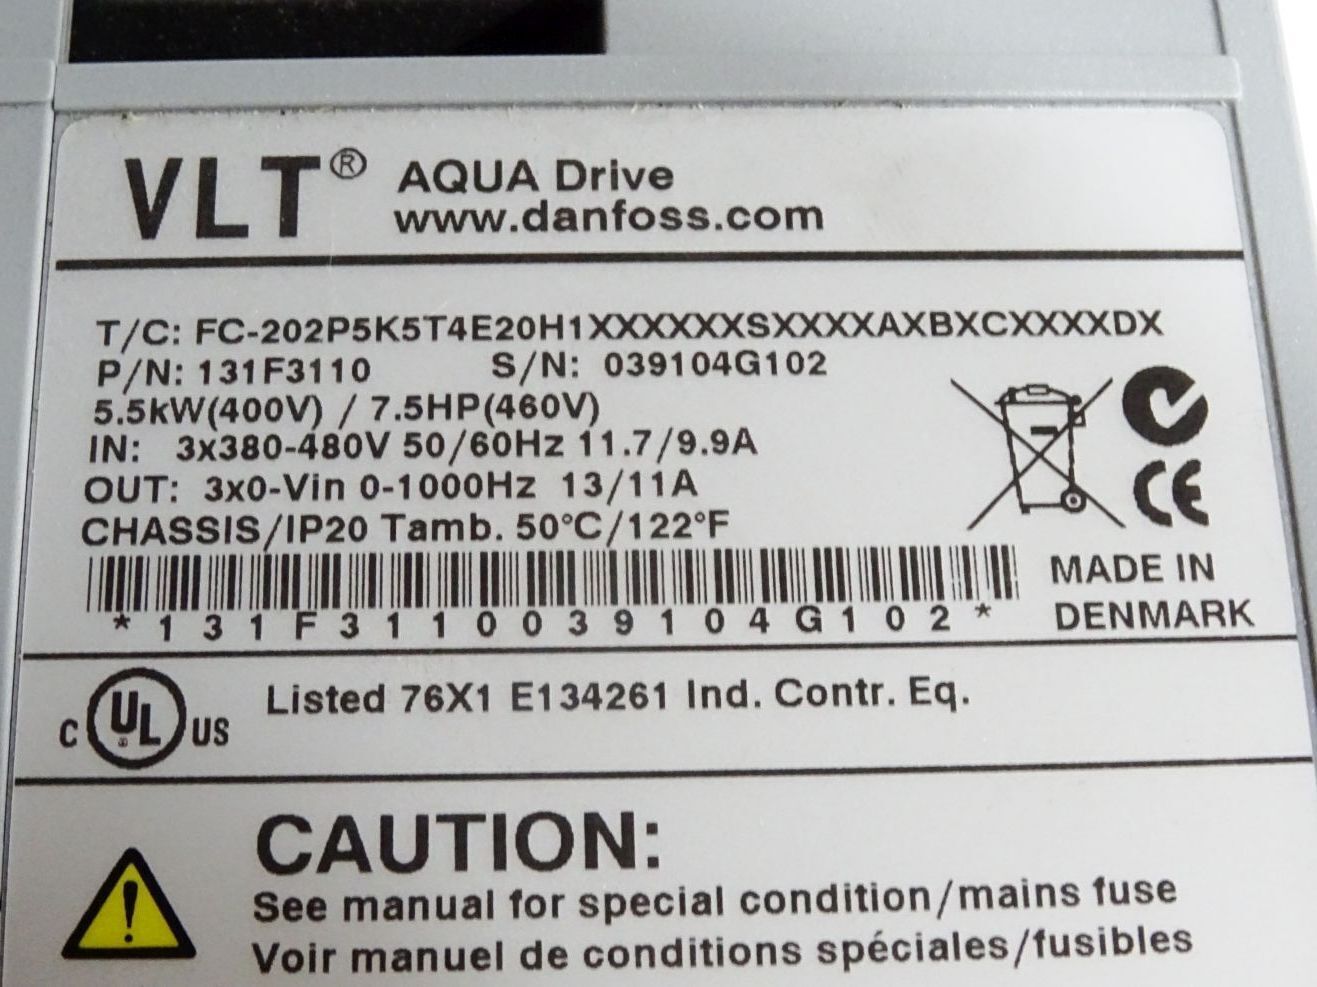 VLT® AQUA Drive
www.danfoss.com
T/C: FC-202P5K5T4E20H1XXXXXXSXXXXAXBXCXXXXDX
P/N: 131F3110 S/N: 039104G102
5.5kW(400V) / 7.5HP(460V)
IN: 3x380-480V 50/60Hz 11.7/9.9A
OUT: 3x0-Vin 0-1000Hz 13/11A
CHASSIS/IP20 Tamb. 50°C/122°F
CE
*131F3110039104G102*
MADE IN
DENMARK
C UL® US Listed 76X1 E134261 Ind. Contr. Eq.
CAUTION:
See manual for special condition/mains fuse
Voir manuel de conditions spéciales/fusibles